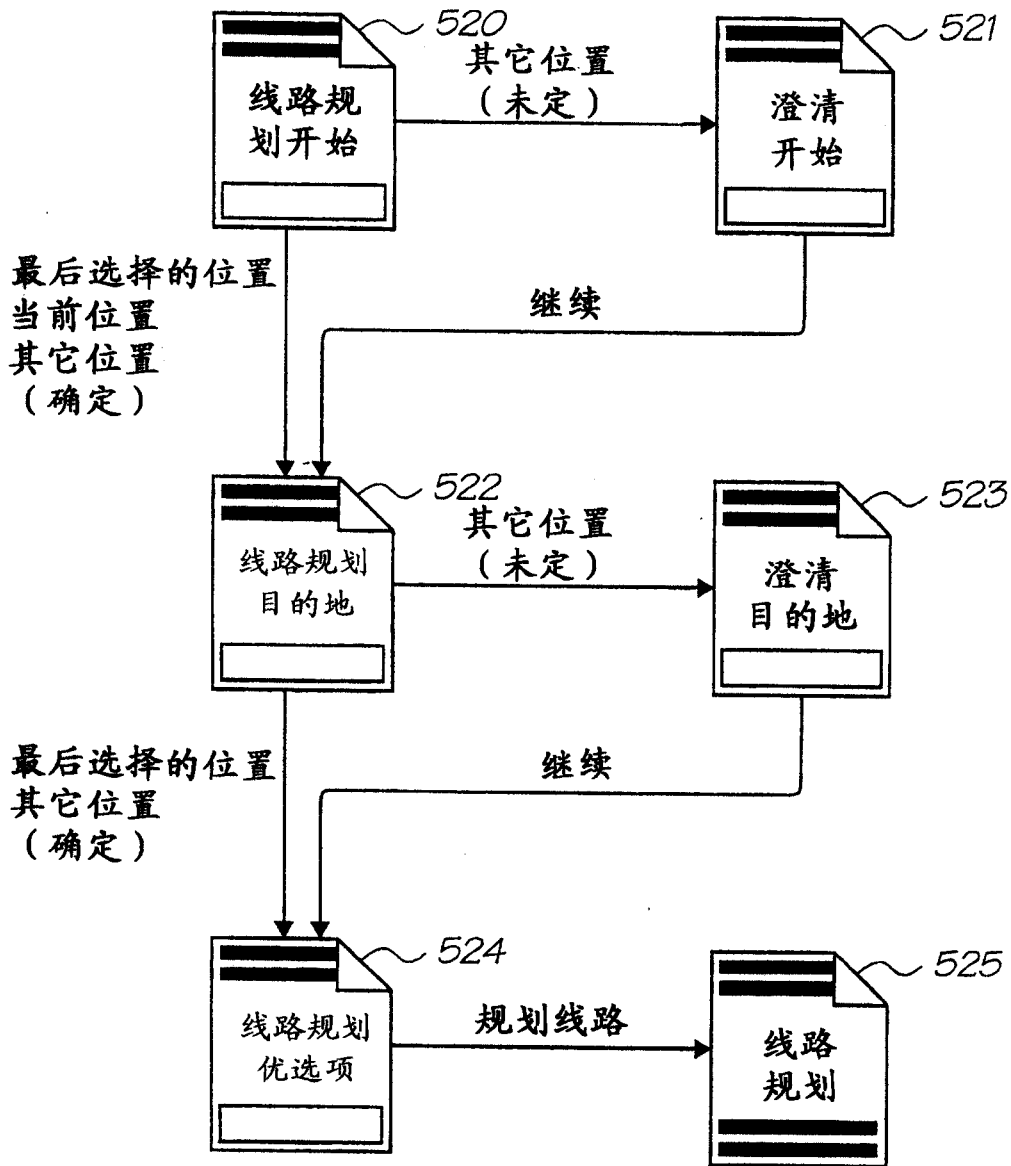 520
521
其它位置
(未定)
线路规
划开始
澄清
开始
最后选择的位置
当前位置
其它位置
(确定)
继续
522
523
其它位置
(未定)
线路规划
目的地
澄清
目的地
最后选择的位置
其它位置
(确定)
继续
524
525
规划线路
线路规划
优选项
线路
规划